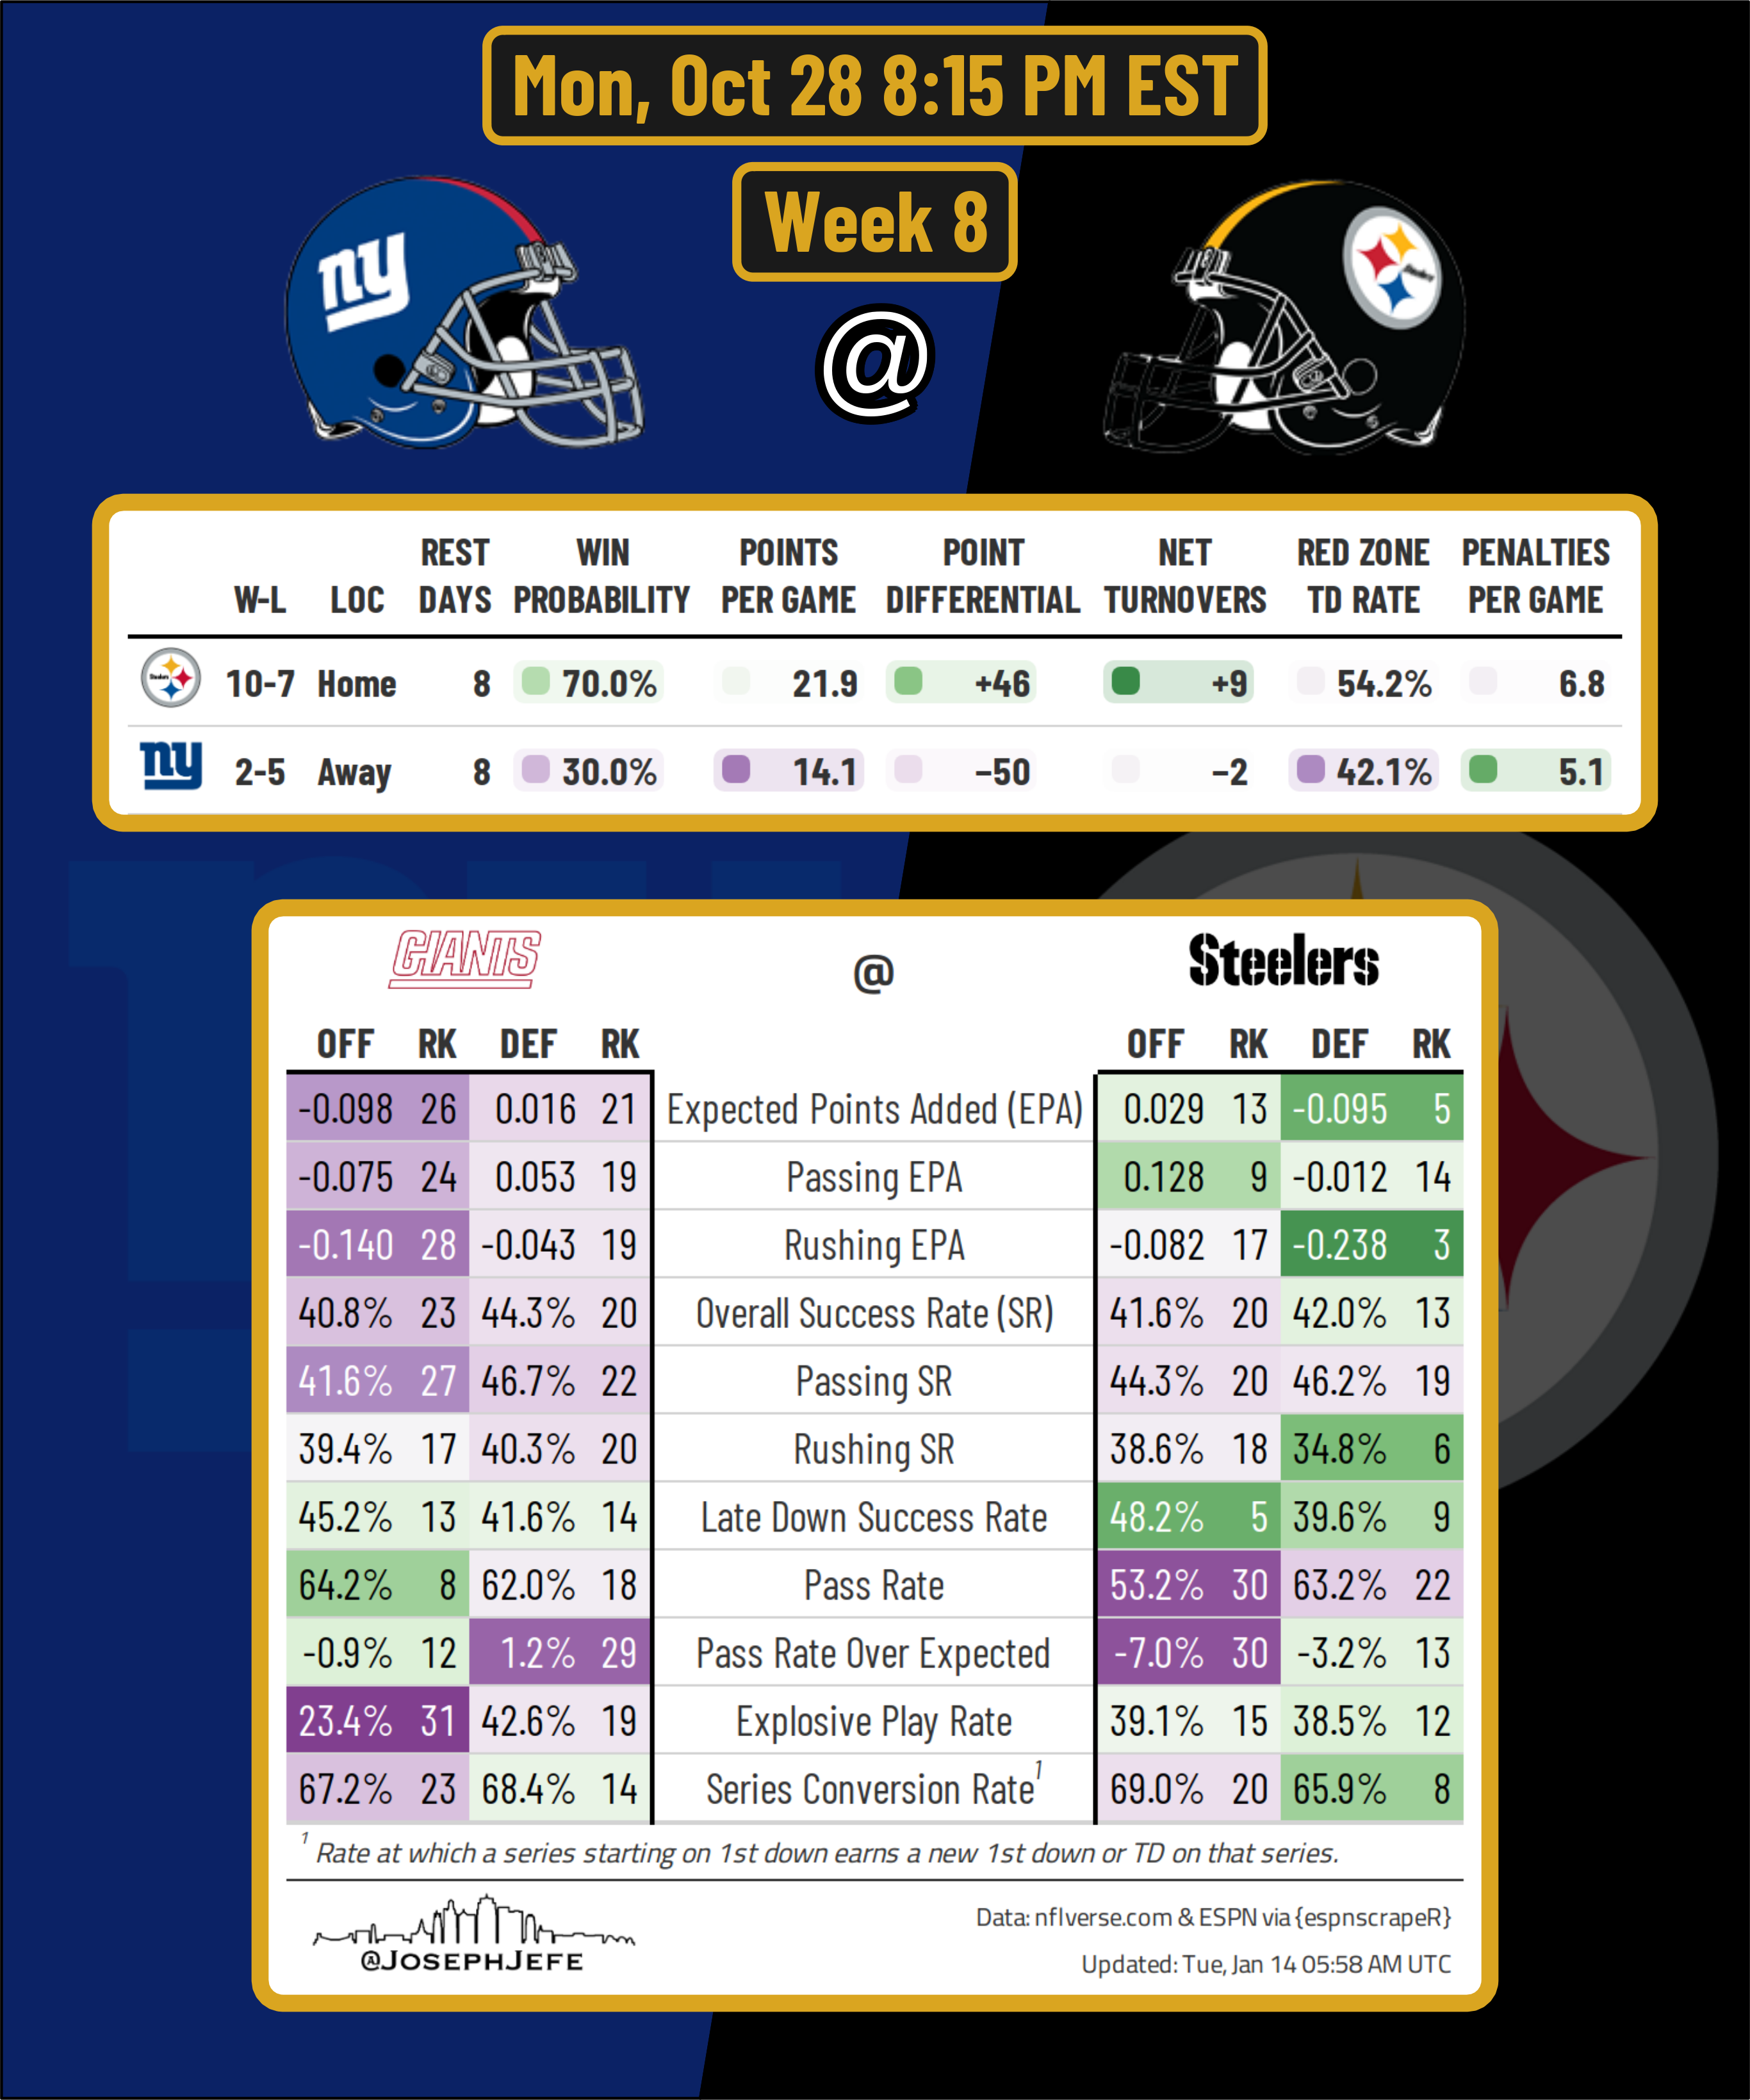 Mon, Oct 28 8:15 PM EST
Week 8
ny
@
W-L LOC REST DAYS WIN PROBABILITY POINTS PER GAME POINT DIFFERENTIAL NET TURNOVERS RED ZONE TD RATE PENALTIES PER GAME
Steelers 10-7 Home 8 70.0% 21.9 +46 +9 54.2% 6.8
ny 2-5 Away 8 30.0% 14.1 −50 −2 42.1% 5.1
GIANTS @ Steelers
OFF RK DEF RK OFF RK DEF RK
-0.098 26 0.016 21 Expected Points Added (EPA) 0.029 13 -0.095 5
-0.075 24 0.053 19 Passing EPA 0.128 9 -0.012 14
-0.140 28 -0.043 19 Rushing EPA -0.082 17 -0.238 3
40.8% 23 44.3% 20 Overall Success Rate (SR) 41.6% 20 42.0% 13
41.6% 27 46.7% 22 Passing SR 44.3% 20 46.2% 19
39.4% 17 40.3% 20 Rushing SR 38.6% 18 34.8% 6
45.2% 13 41.6% 14 Late Down Success Rate 48.2% 5 39.6% 9
64.2% 8 62.0% 18 Pass Rate 53.2% 30 63.2% 22
-0.9% 12 1.2% 29 Pass Rate Over Expected -7.0% 30 -3.2% 13
23.4% 31 42.6% 19 Explosive Play Rate 39.1% 15 38.5% 12
67.2% 23 68.4% 14 Series Conversion Rate1 69.0% 20 65.9% 8
1 Rate at which a series starting on 1st down earns a new 1st down or TD on that series.
@JOSEPHJEFE
Data: nflverse.com & ESPN via {espnscrapeR}
Updated: Tue, Jan 14 05:58 AM UTC